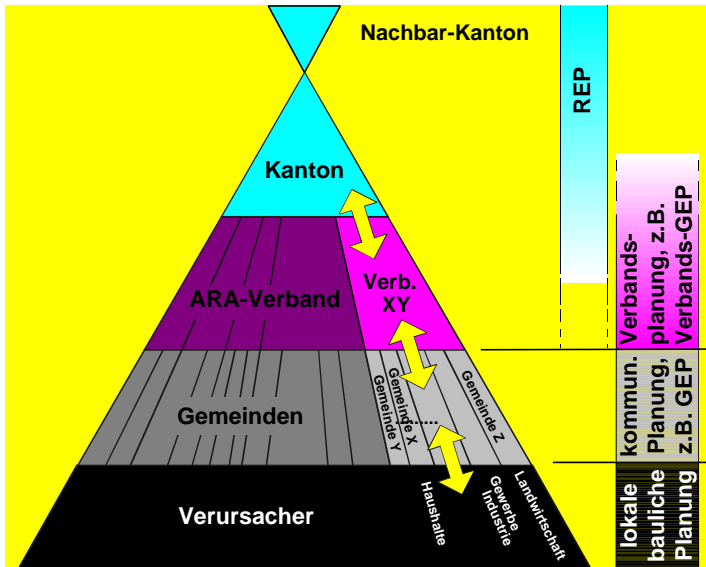 Nachbar-Kanton
Kanton
ARA-Verband
Verb.
XY
Gemeinden
Gemeinde Y
Gemeinde X
.........
Gemeinde Z
Verursacher
Haushalte
Gewerbe
Industrie
Landwirtschaft
REP
Verbands-
planung, z.B.
Verbands-GEP
kommun.
Planung,
z.B. GEP
lokale
bauliche
Planung